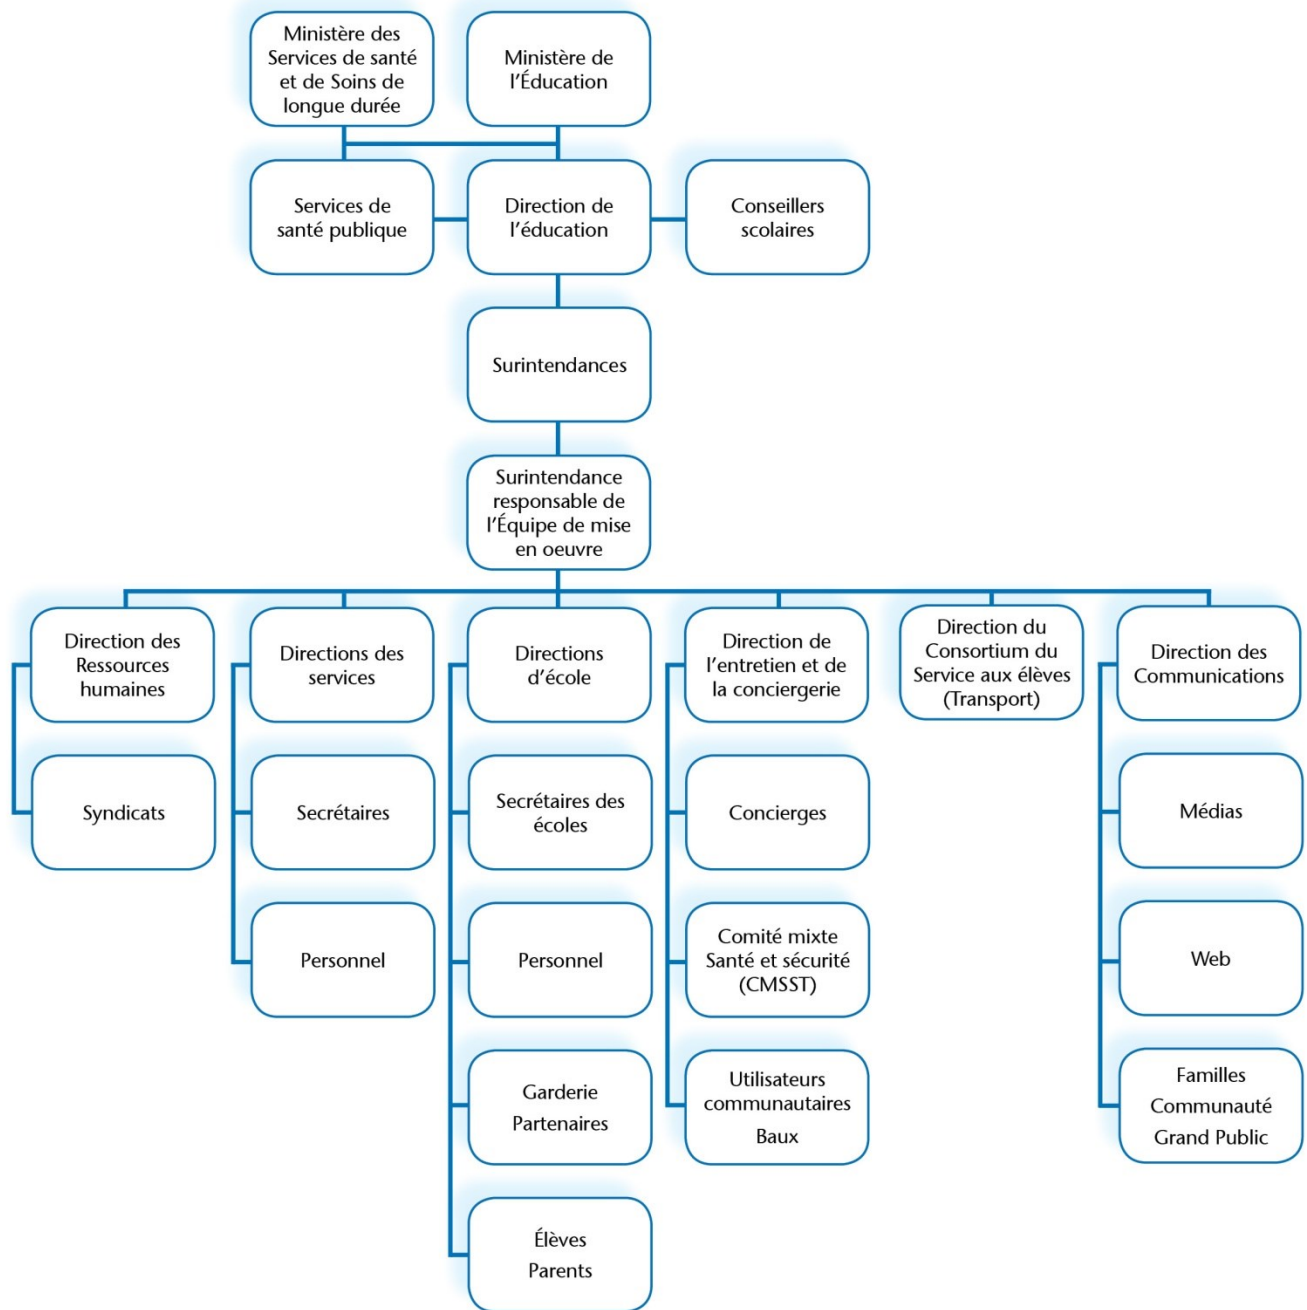 Ministère des
Services de santé
et de Soins de
longue durée
Ministère de
l'Éducation
Services de
santé publique
Direction de
l'éducation
Conseillers
scolaires
Surintendances
Surintendance
responsable de
l'Équipe de mise
en oeuvre
Direction des
Ressources
humaines
Directions des
services
Directions
d'école
Direction de
l'entretien et de
la conciergerie
Direction du
Consortium du
Service aux élèves
(Transport)
Direction des
Communications
Syndicats
Secrétaires
Secrétaires des
écoles
Concierges
Médias
Personnel
Personnel
Comité mixte
Santé et sécurité
(CMSST)
Web
Garderie
Partenaires
Utilisateurs
communautaires
Baux
Familles
Communauté
Grand Public
Élèves
Parents